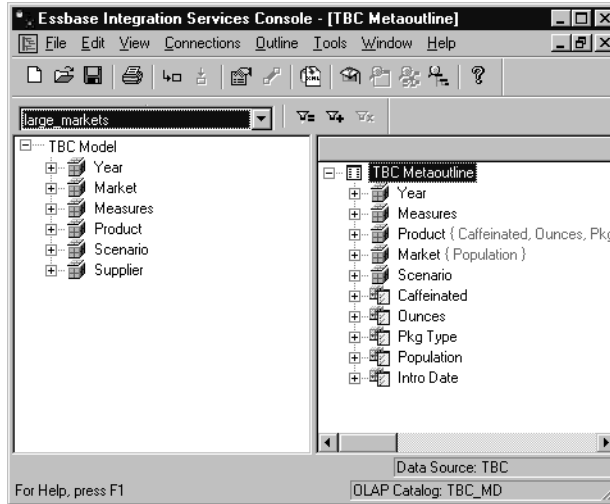 Essbase Integration Services Console - [TBC Metaoutline]
File Edit View Connections Outline Tools Window Help
XML
large_markets
TBC Model
Year
Market
Measures
Product
Scenario
Supplier
TBC Metaoutline
Year
Measures
Product { Caffeinated, Ounces, Pkg
Market { Population }
Scenario
Caffeinated
Ounces
Pkg Type
Population
Intro Date
Data Source: TBC
For Help, press F1
OLAP Catalog: TBC_MD